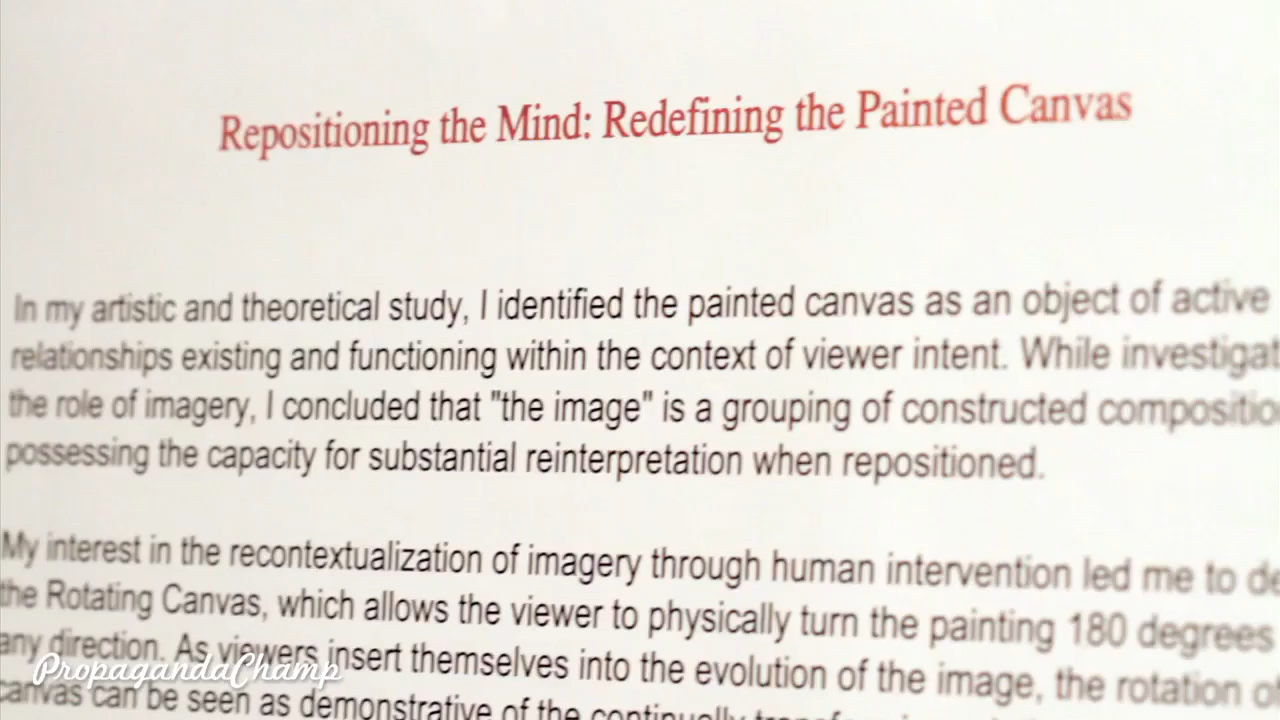 Repositioning the Mind: Redefining the Painted Canvas
In my artistic and theoretical study, I identified the painted canvas as an object of active
relationships existing and functioning within the context of viewer intent. While investigat
the role of imagery, I concluded that "the image" is a grouping of constructed compositio
possessing the capacity for substantial reinterpretation when repositioned.
My interest in the recontextualization of imagery through human intervention led me to de
the Rotating Canvas, which allows the viewer to physically turn the painting 180 degrees
any direction. As viewers insert themselves into the evolution of the image, the rotation of
canvas can be seen as demonstrative of the continually
PropagandaChamp